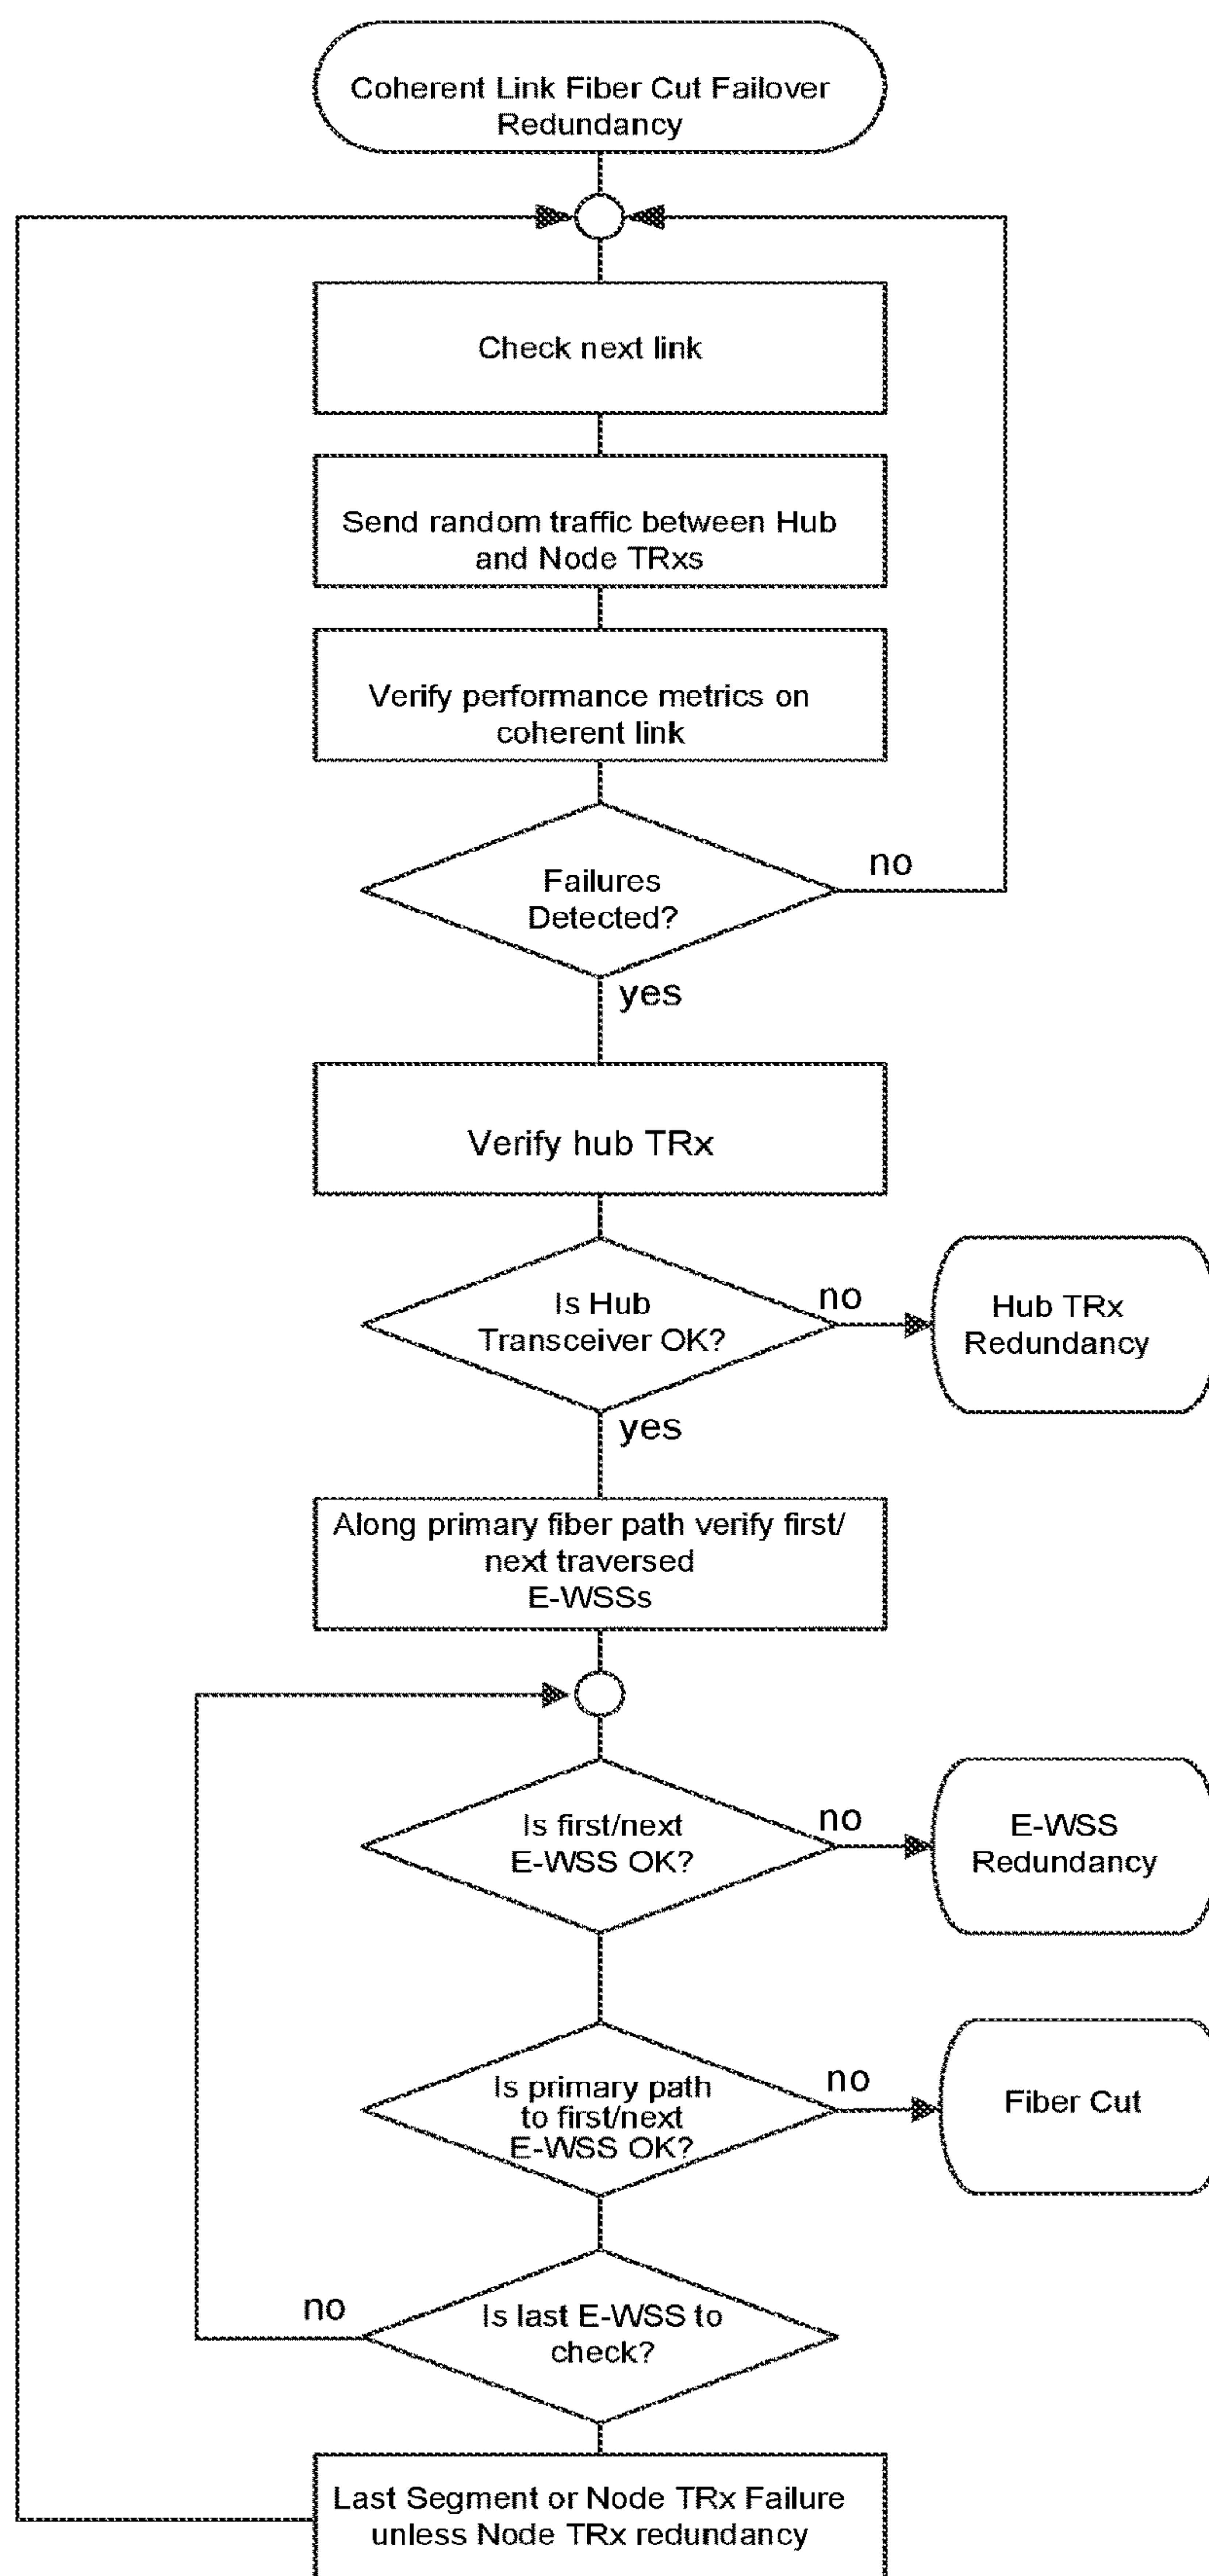 Coherent Link Fiber Cut Failover
Redundancy
Check next link
Send random traffic between Hub
and Node TRxs
Verify performance metrics on
coherent link
Failures
Detected?
no
yes
Verify hub TRx
Is Hub
Transceiver OK?
no
Hub TRx
Redundancy
yes
Along primary fiber path verify first/
next traversed
E-WSSs
Is first/next
E-WSS OK?
no
E-WSS
Redundancy
Is primary path
to first/next
E-WSS OK?
no
Fiber Cut
Is last E-WSS to
check?
no
Last Segment or Node TRx Failure
unless Node TRx redundancy